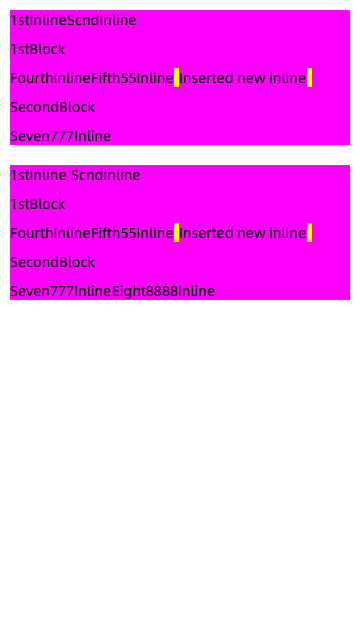 1stInlineScndInline
1stBlock
FourthInlineFifth55Inline Inserted new inline
SecondBlock
Seven777Inline
1stInline ScndInline
1stBlock
FourthInlineFifth55Inline Inserted new inline
SecondBlock
Seven777InlineEight8888Inline